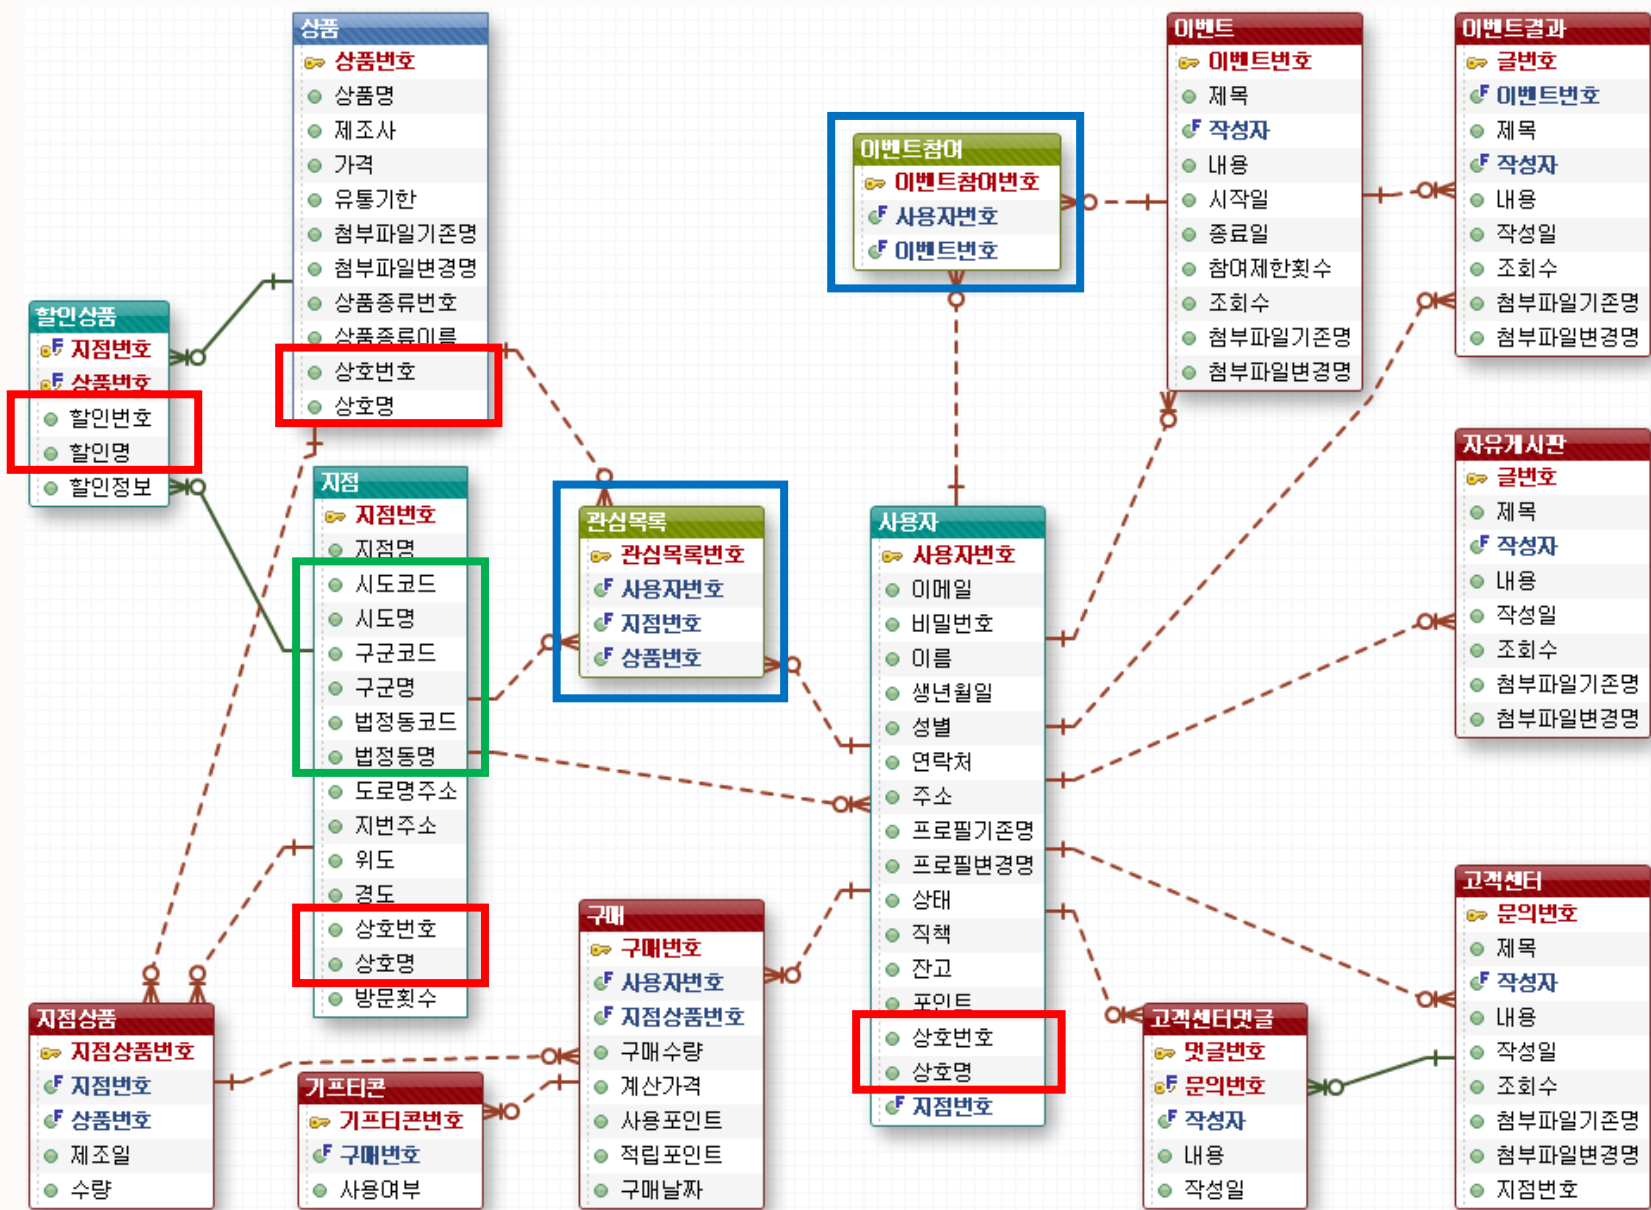 상품
상품번호
상품명
제조사
가격
유통기한
첨부파일기존명
첨부파일변경명
상품종류번호
상품종류이름
상호번호
상호명
할인상품
지점번호
상품번호
할인번호
할인명
할인정보
지점
지점번호
지점명
시도코드
시도명
구군코드
구군명
법정동코드
법정동명
도로명주소
지번주소
위도
경도
상호번호
상호명
방문횟수
지점상품
지점상품번호
지점번호
상품번호
제조일
수량
기프티콘
기프티콘번호
구매번호
사용여부
관심목록
관심목록번호
사용자번호
지점번호
상품번호
구매
구매번호
사용자번호
지점상품번호
구매수량
계산가격
사용포인트
적립포인트
구매날짜
이벤트참여
이벤트참여번호
사용자번호
이벤트번호
사용자
사용자번호
이메일
비밀번호
이름
생년월일
성별
연락처
주소
프로필기존명
프로필변경명
상태
직책
잔고
포인트
상호번호
상호명
지점번호
이벤트
이벤트번호
제목
작성자
내용
시작일
종료일
참여제한횟수
조회수
첨부파일기존명
첨부파일변경명
이벤트결과
글번호
이벤트번호
제목
작성자
내용
작성일
조회수
첨부파일기존명
첨부파일변경명
자유게시판
글번호
제목
작성자
내용
작성일
조회수
첨부파일기존명
첨부파일변경명
고객센터댓글
댓글번호
문의번호
작성자
내용
작성일
고객센터
문의번호
제목
작성자
내용
작성일
조회수
첨부파일기존명
첨부파일변경명
지점번호